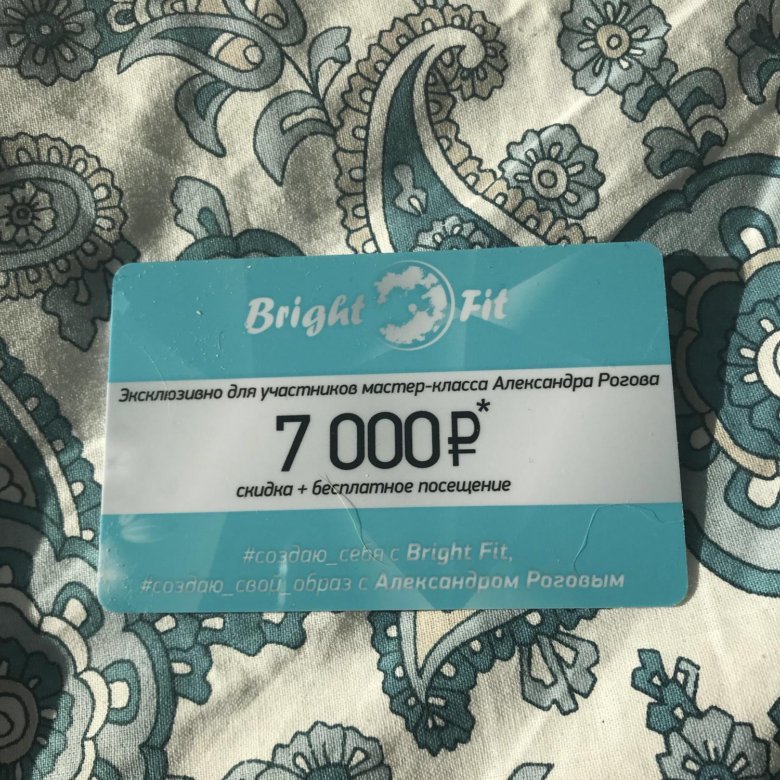 Bright Fit
Эксклюзивно для участников мастер-класса Александра Рогова
7 000₽*
скидка + бесплатное посещение
#создаю_себя с Bright Fit,
#создаю_свой_образ с Александром Роговым